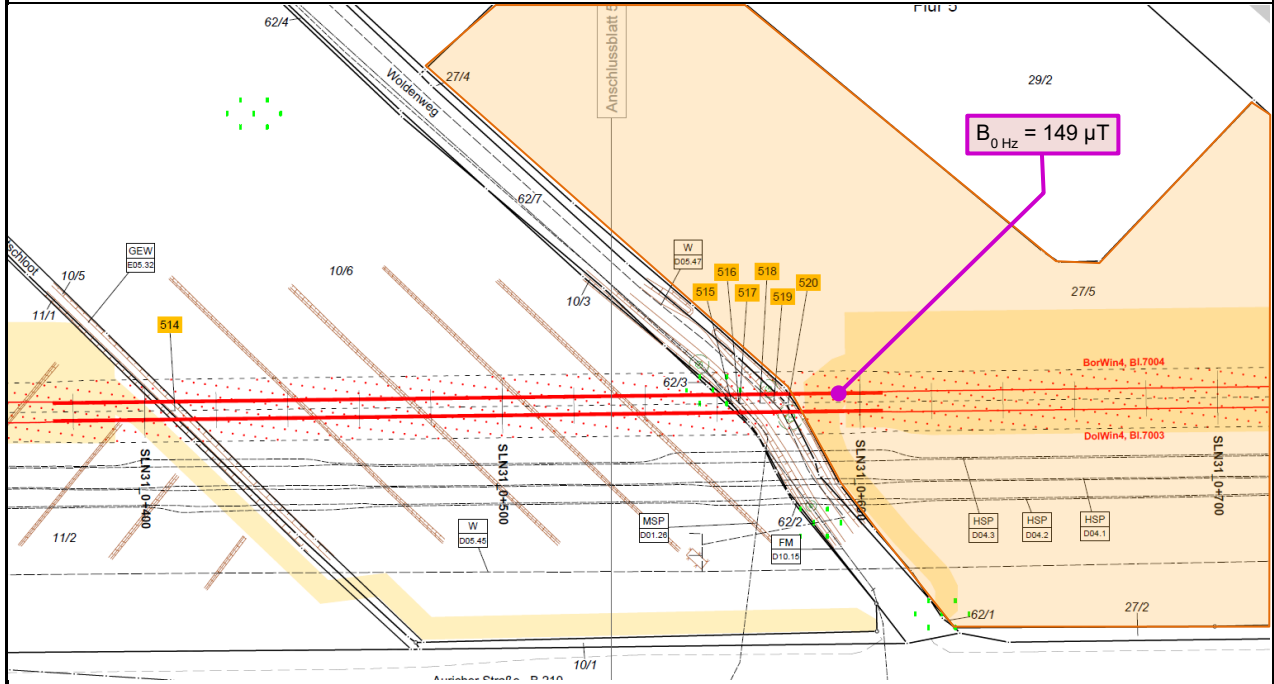 62/4
Anschlussblatt 5
Flur 5
27/4
29/2
Woldenweg
B0 Hz = 149 µT
62/7
schloot
GEW
E05.32
10/5
10/6
W
D05.47
10/3
515
516
517
518
519
520
27/5
11/1
514
BorWin4, Bl.7004
62/3
DolWin4, Bl.7003
SLN31_0+400
SLN31_0+500
SLN31_0+600
SLN31_0+700
11/2
W
D05.45
MSP
D01.26
62/2
FM
D10.15
HSP
D04.3
HSP
D04.2
HSP
D04.1
62/1
27/2
10/1
Auricher Straße - B 210